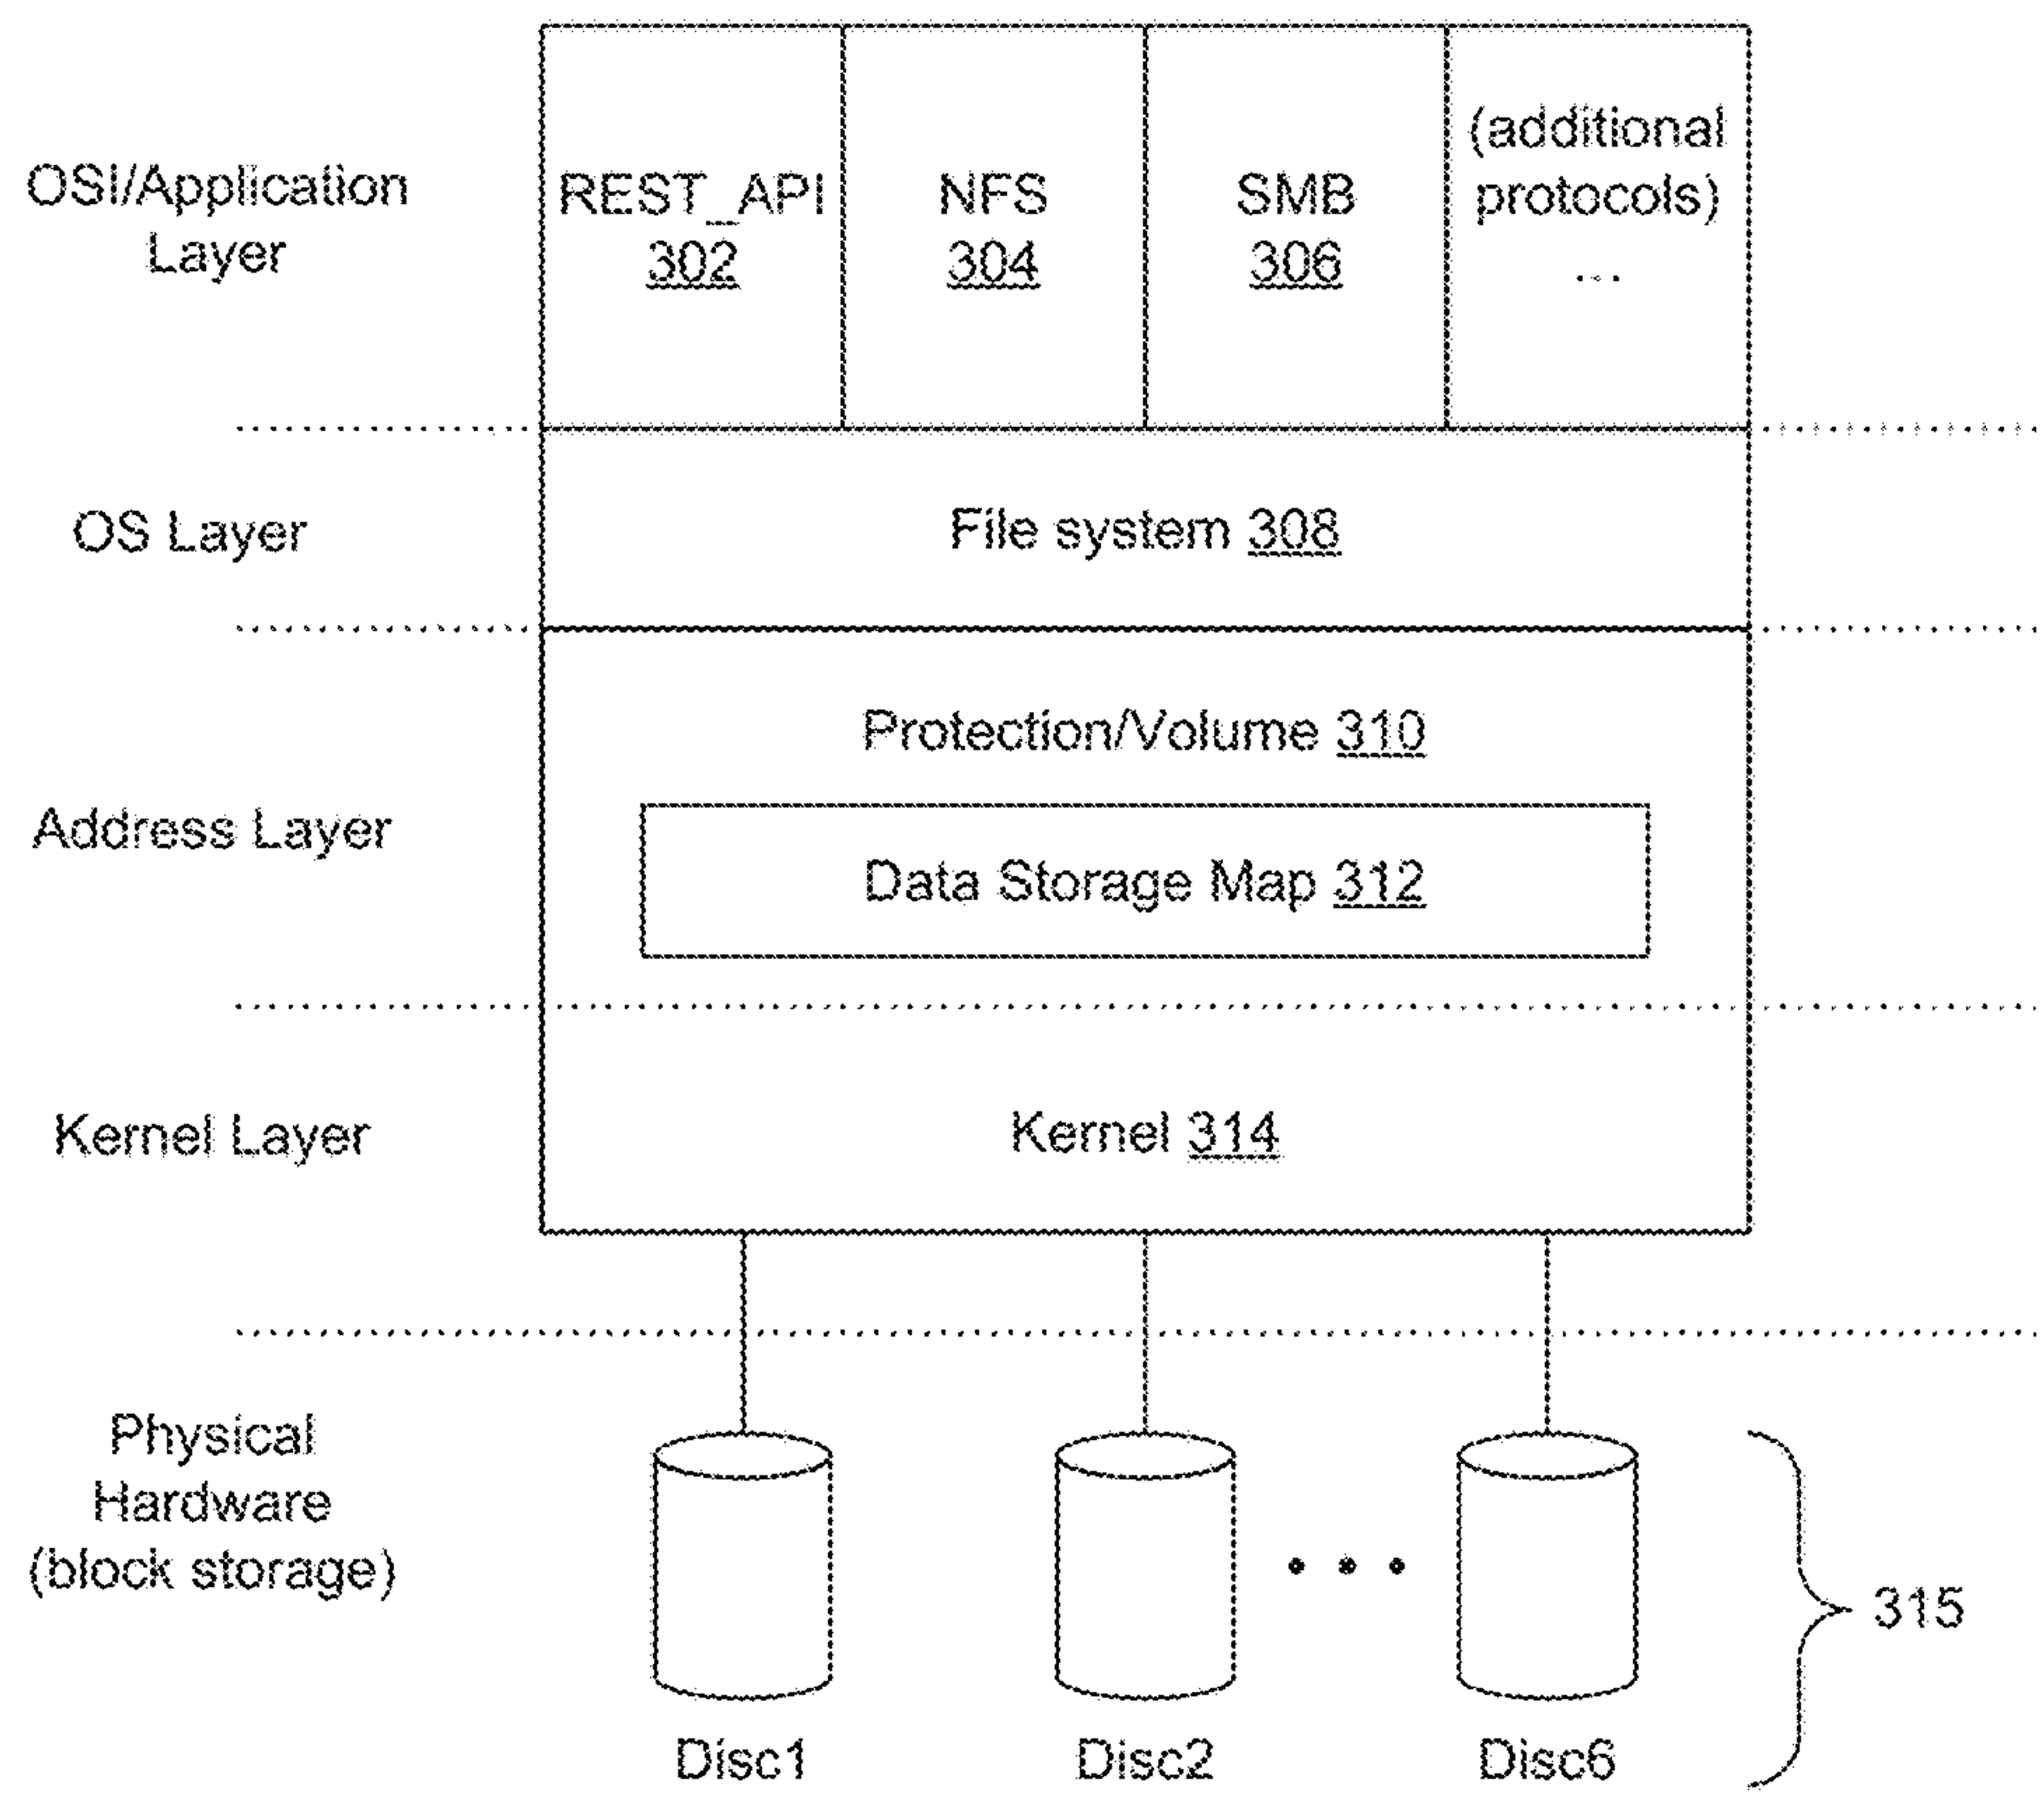 OSI/Application
Layer
REST_API
302
NFS
304
SMB
306
(additional
protocols)
...
OS Layer
File system 308
Address Layer
Protection/Volume 310
Data Storage Map 312
Kernel Layer
Kernel 314
Physical
Hardware
(block storage)
• • •
315
Disc1
Disc2
Disc6